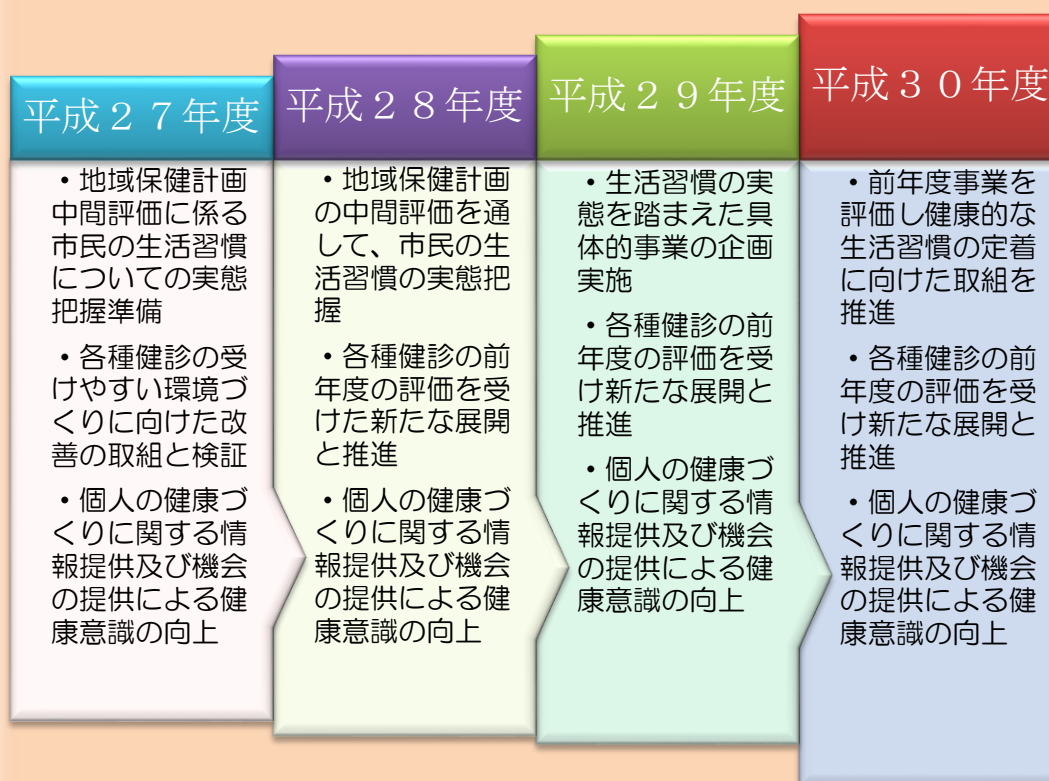 平成２７年度
・地域保健計画
中間評価に係る
市民の生活習慣
についての実態
把握準備
・各種健診の受
けやすい環境づ
くりに向けた改
善の取組と検証
・個人の健康づ
くりに関する情
報提供及び機会
の提供による健
康意識の向上
平成２８年度
・地域保健計画
の中間評価を通
して、市民の生
活習慣の実態把
握
・各種健診の前
年度の評価を受
けた新たな展開
と推進
・個人の健康づ
くりに関する情
報提供及び機会
の提供による健
康意識の向上
平成２９年度
・生活習慣の実
態を踏まえた具
体的事業の企画
実施
・各種健診の前
年度の評価を受
け新たな展開と
推進
・個人の健康づ
くりに関する情
報提供及び機会
の提供による健
康意識の向上
平成３０年度
・前年度事業を
評価し健康的な
生活習慣の定着
に向けた取組を
推進
・各種健診の前
年度の評価を受
け新たな展開と
推進
・個人の健康づ
くりに関する情
報提供及び機会
の提供による健
康意識の向上